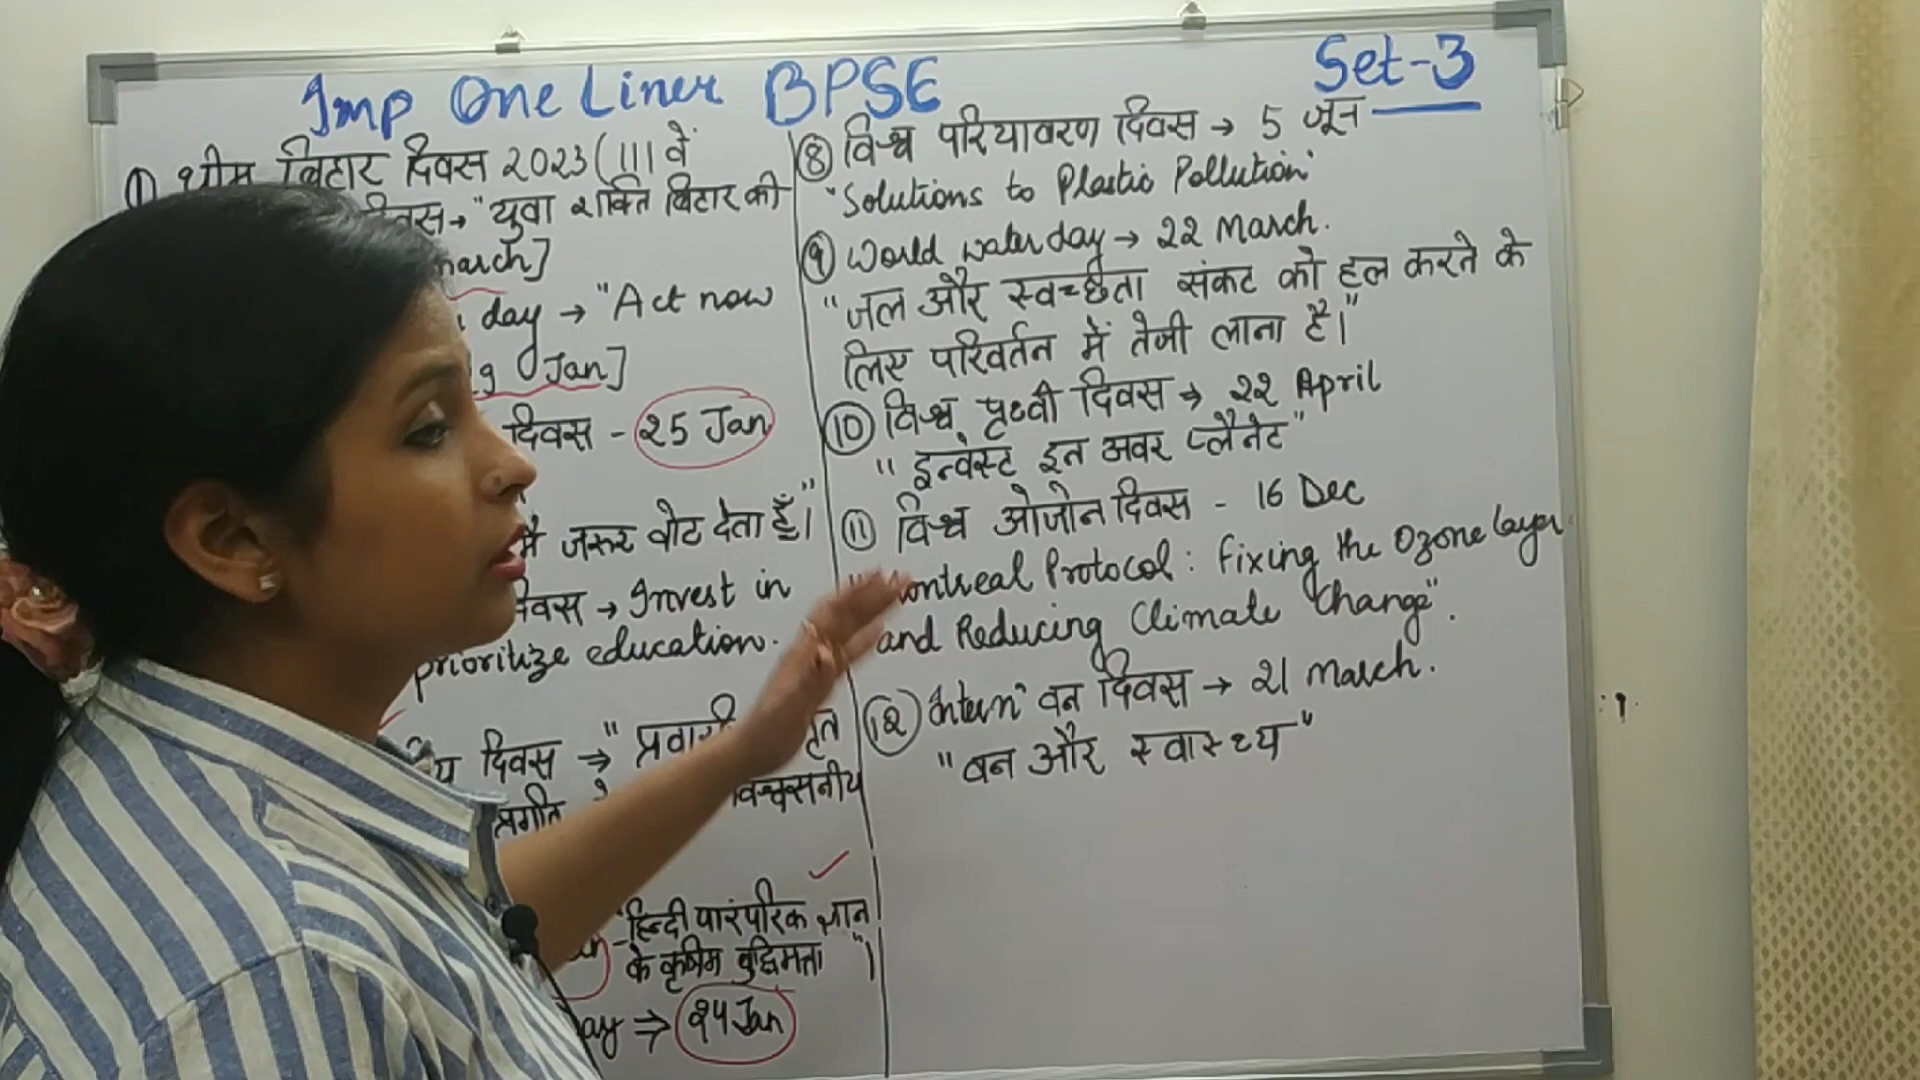 Imp One Liner BPSE
Set-3
① थीम बिहार दिवस 2023 (111 वें
दिवस → "युवा शक्ति बिहार की
march]
day → "Act now
Jan]
दिवस - 25 Jan
मैं जरूर वोट देता हूँ।"
दिवस → Invest in
prioritize education.
दिवस → "
विश्वसनीय
हिन्दी पारंपरिक ज्ञान
के कृत्रिम बुद्धिमत्ता"
ay ⇒ 24 Jan
⑧ विश्व परियावरण दिवस → 5 जून
"Solutions to Plastic Pollution"
⑨ World water day → 22 March.
"जल और स्वच्छता संकट को हल करने के
लिए परिवर्तन में तेजी लाना है।"
⑩ विश्व पृथ्वी दिवस → 22 April
"इन्वेस्ट इन अवर प्लैनेट"
⑪ विश्व ओजोन दिवस - 16 Dec
ontreal Protocol: Fixing the Ozone layer
and Reducing Climate Change".
⑫ Intern° वन दिवस → 21 March.
"वन और स्वास्थ्य"